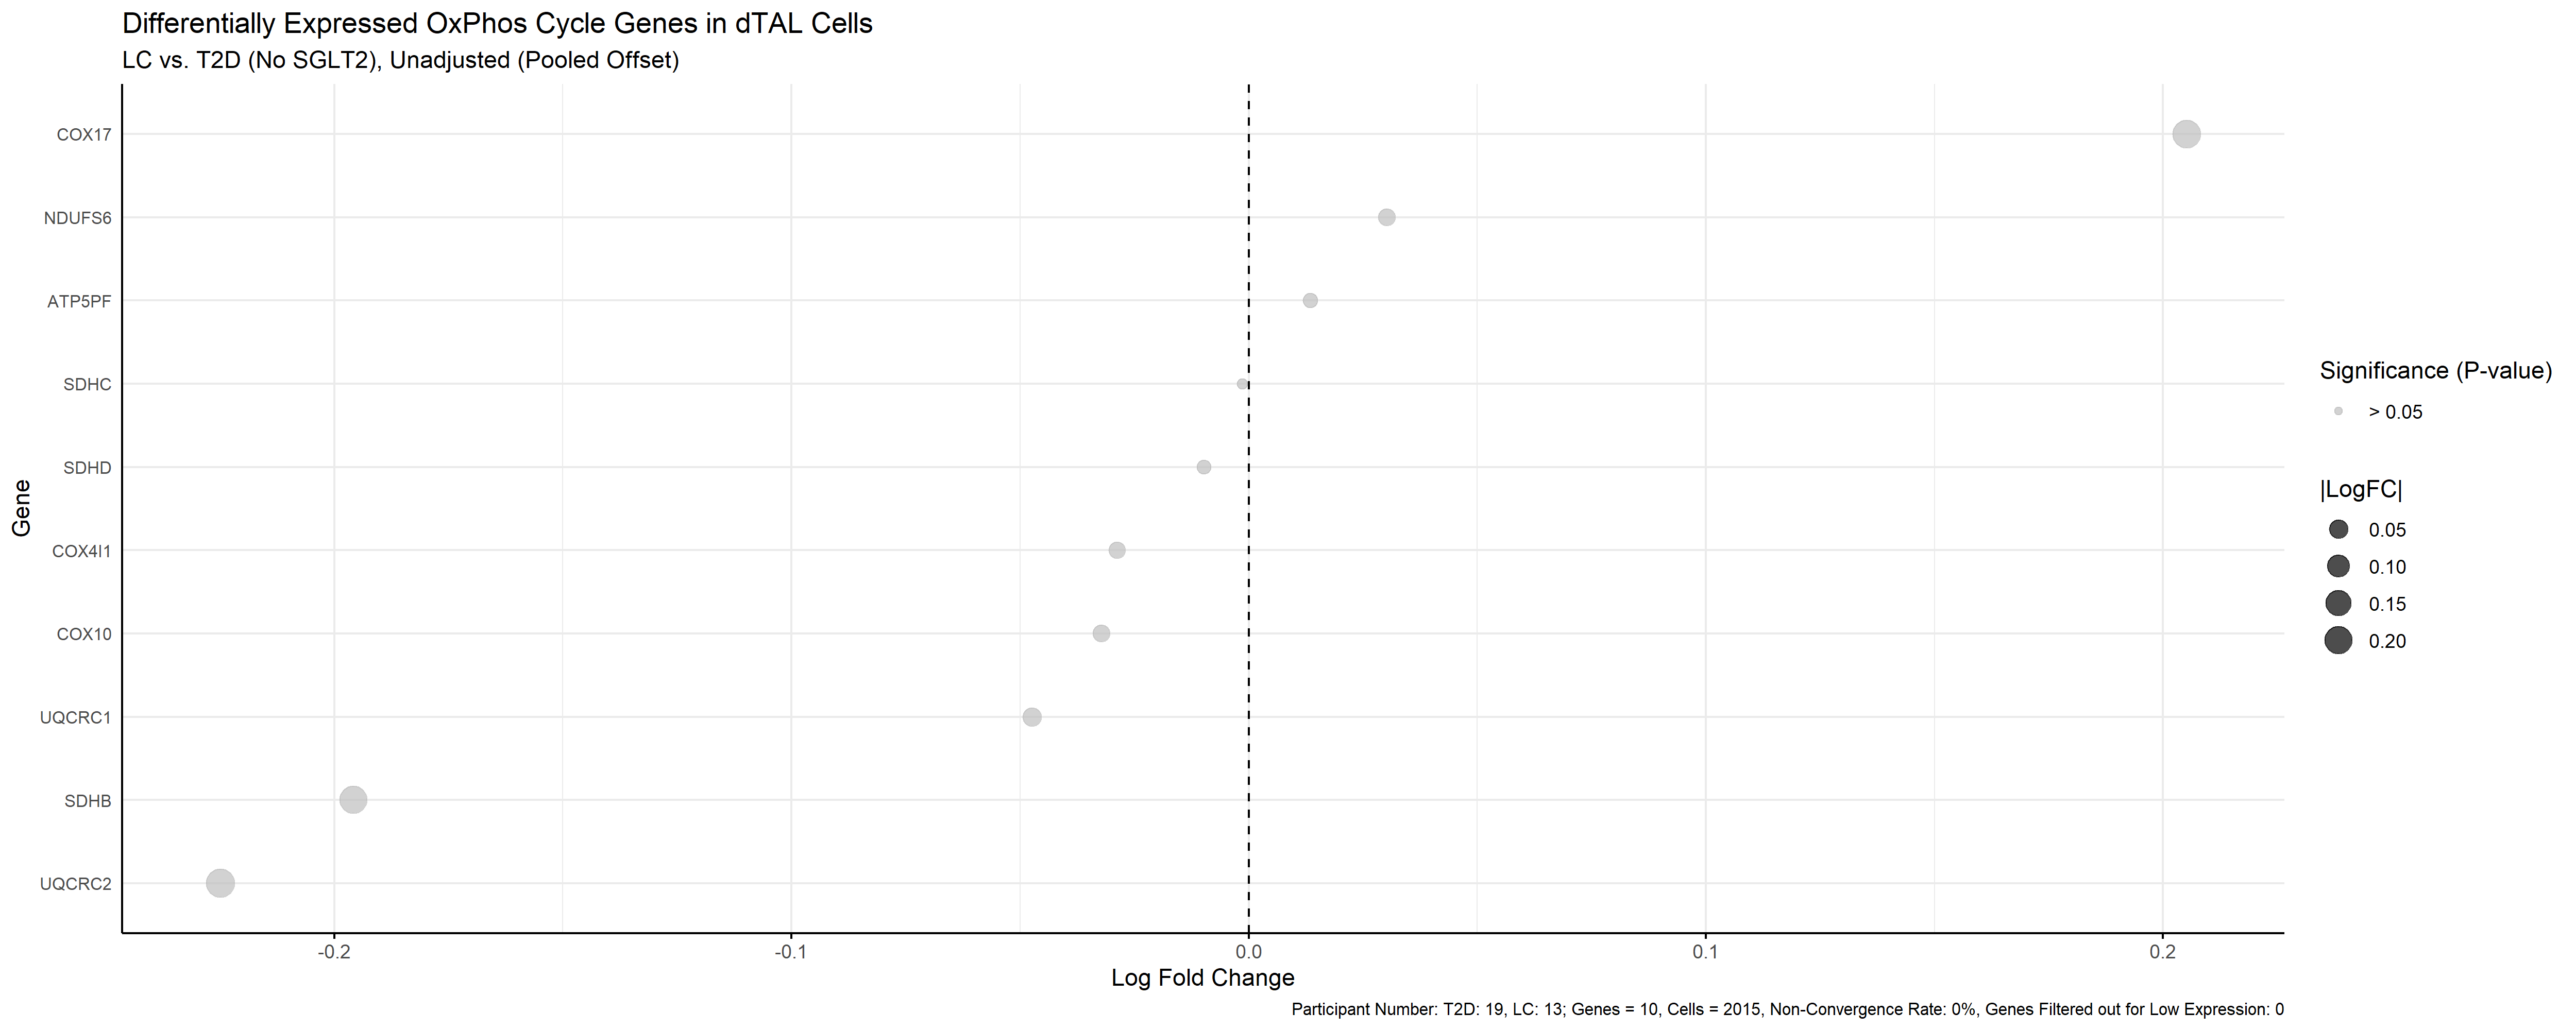 Differentially Expressed OxPhos Cycle Genes in dTAL Cells
LC vs. T2D (No SGLT2), Unadjusted (Pooled Offset)
Gene
COX17
NDUFS6
ATP5PF
SDHC
SDHD
COX4I1
COX10
UQCRC1
SDHB
UQCRC2
-0.2
-0.1
0.0
0.1
0.2
Log Fold Change
Significance (P-value)
> 0.05
|LogFC|
0.05
0.10
0.15
0.20
Participant Number: T2D: 19, LC: 13; Genes = 10, Cells = 2015, Non-Convergence Rate: 0%, Genes Filtered out for Low Expression: 0